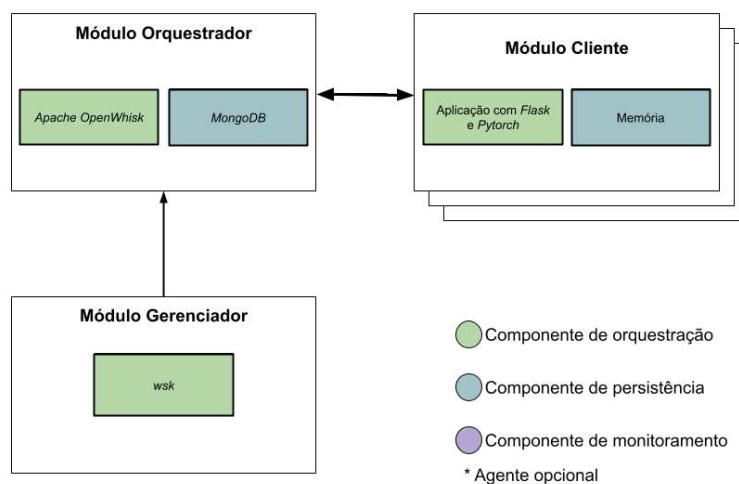 Módulo Orquestrador
Apache OpenWhisk
MongoDB
Módulo Cliente
Aplicação com Flask
e Pytorch
Memória
Módulo Gerenciador
wsk
Componente de orquestração
Componente de persistência
Componente de monitoramento
* Agente opcional